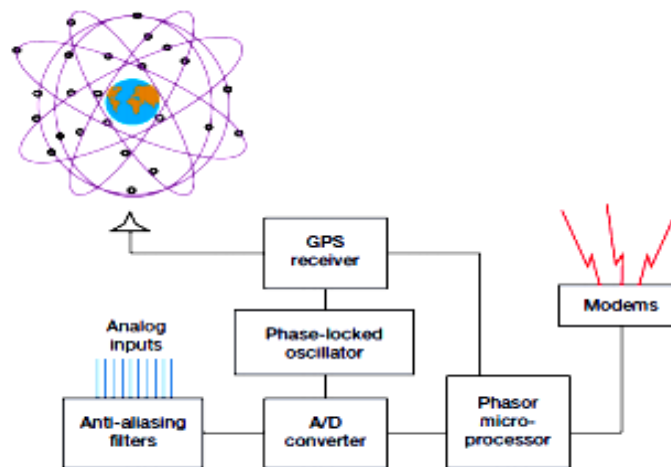 GPS
receiver
Modems
Analog
inputs
Phase-locked
oscillator
Anti-aliasing
filters
A/D
converter
Phasor
micro-
processor